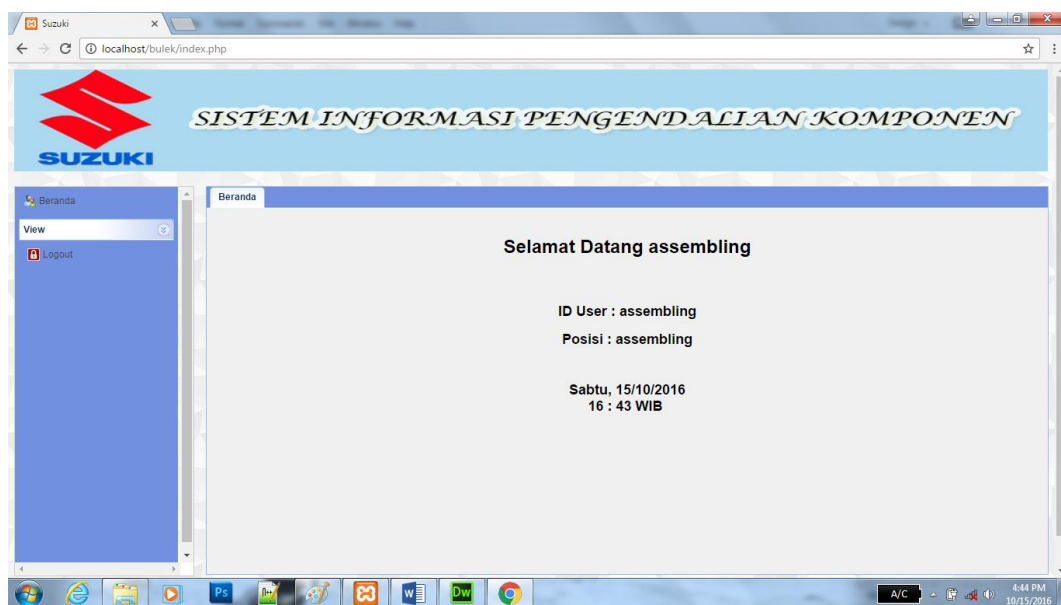 Suzuki
localhost/bulek/index.php
SUZUKI
SISTEM INFORMASI PENGENDALIAN KOMPONEN
Beranda
View
Logout
Beranda
Selamat Datang assembling
ID User : assembling
Posisi : assembling
Sabtu, 15/10/2016
16 : 43 WIB
Ps
W
Dw
A/C
4:44 PM
10/15/2016